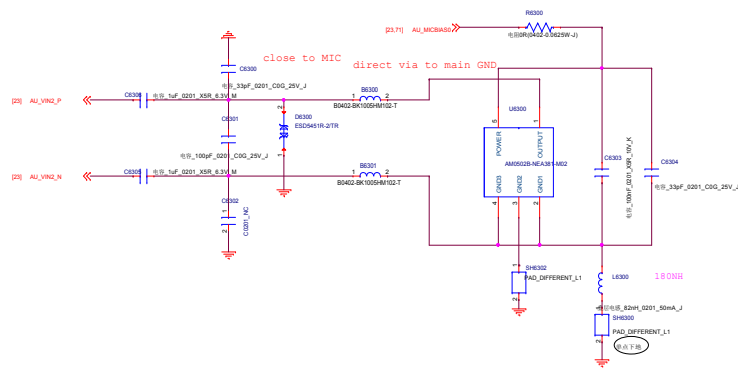 R6300
[23,71] AU_MICBIAS0
电阻0R(0402-0.0625W-J)
close to MIC
direct via to main GND
C6300
电容_33pF_0201_C0G_25V_J
[23] AU_VIN2_P
电容_1uF_0201_X5R_6.3V_M
B6300
1 2
B0402-BK1005HM102-T
C6301
电容_100pF_0201_C0G_25V_J
2
D6300
ESD5451R-2/TR
1
U6300
5 1
POWER OUTPUT
AM0502B-NEA381-M02
GND3 GND2 GND1
4 3 2
C6303
电容_100nF_0201_X5R_10V_K
C6304
电容_33pF_0201_C0G_25V_J
[23] AU_VIN2_N
C6305
电容_1uF_0201_X5R_6.3V_M
B6301
1 2
B0402-BK1005HM102-T
C6302
1
2
C0201_NC
1
SH6302
PAD_DIFFERENT_L1
2
L6300
180NH
电感_82nH_0201_50mA_J
SH6300
PAD_DIFFERENT_L1
2
单点下地